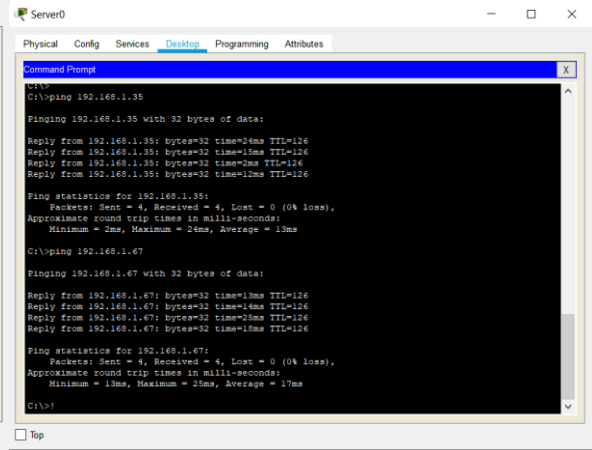 Server0
Physical Config Services Desktop Programming Attributes
Command Prompt X
C:\>
C:\>ping 192.168.1.35
Pinging 192.168.1.35 with 32 bytes of data:
Reply from 192.168.1.35: bytes=32 time=24ms TTL=126
Reply from 192.168.1.35: bytes=32 time=15ms TTL=126
Reply from 192.168.1.35: bytes=32 time=2ms TTL=126
Reply from 192.168.1.35: bytes=32 time=12ms TTL=126
Ping statistics for 192.168.1.35:
Packets: Sent = 4, Received = 4, Lost = 0 (0% loss),
Approximate round trip times in milli-seconds:
Minimum = 2ms, Maximum = 24ms, Average = 13ms
C:\>ping 192.168.1.67
Pinging 192.168.1.67 with 32 bytes of data:
Reply from 192.168.1.67: bytes=32 time=13ms TTL=126
Reply from 192.168.1.67: bytes=32 time=14ms TTL=126
Reply from 192.168.1.67: bytes=32 time=25ms TTL=126
Reply from 192.168.1.67: bytes=32 time=18ms TTL=126
Ping statistics for 192.168.1.67:
Packets: Sent = 4, Received = 4, Lost = 0 (0% loss),
Approximate round trip times in milli-seconds:
Minimum = 13ms, Maximum = 25ms, Average = 17ms
C:\>!
Top